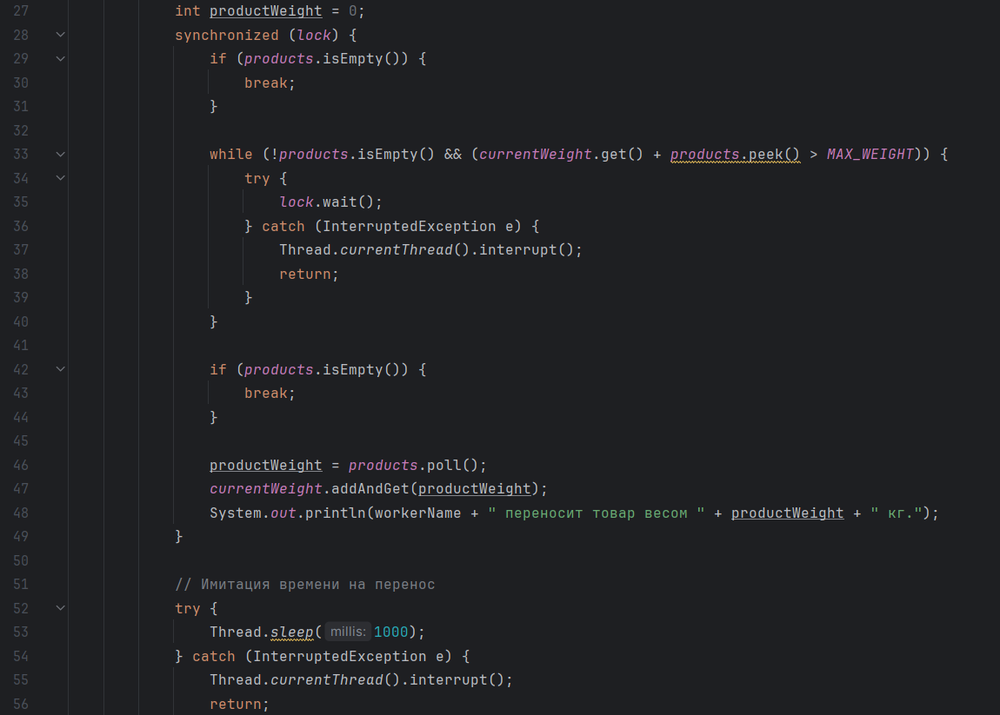 27 int productWeight = 0;
28 synchronized (lock) {
29 if (products.isEmpty()) {
30 break;
31 }
32
33 while (!products.isEmpty() && (currentWeight.get() + products.peek() > MAX_WEIGHT)) {
34 try {
35 lock.wait();
36 } catch (InterruptedException e) {
37 Thread.currentThread().interrupt();
38 return;
39 }
40 }
41
42 if (products.isEmpty()) {
43 break;
44 }
45
46 productWeight = products.poll();
47 currentWeight.addAndGet(productWeight);
48 System.out.println(workerName + " переносит товар весом " + productWeight + " кг.");
49 }
50
51 // Имитация времени на перенос
52 try {
53 Thread.sleep( millis: 1000);
54 } catch (InterruptedException e) {
55 Thread.currentThread().interrupt();
56 return;